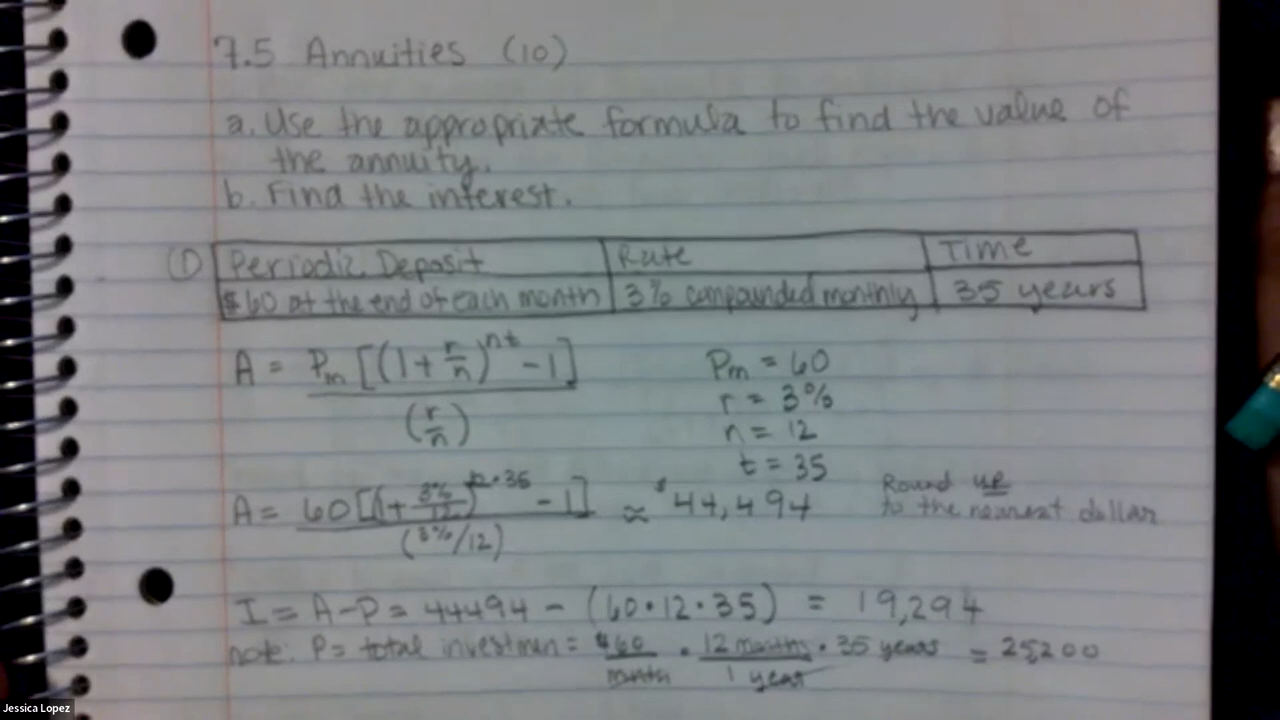 7.5 Annuities (10)
a. Use the appropriate formula to find the value of
the annuity.
b. Find the interest.
① Periodic Deposit | Rate | Time
$60 at the end of each month | 3% compounded monthly | 35 years
A = Pm [(1 + r/n)^nt - 1] / (r/n)
Pm = 60
r = 3%
n = 12
t = 35
A = 60[(1 + 3%/12)^12·35 - 1] / (3%/12) ≈ $44,494
Round up
to the nearest dollar
I = A-P = 44494 - (60·12·35) = 19,294
note: P = total investmen = $60/month · 12 months/1 year · 35 years = 25200
Jessica Lopez